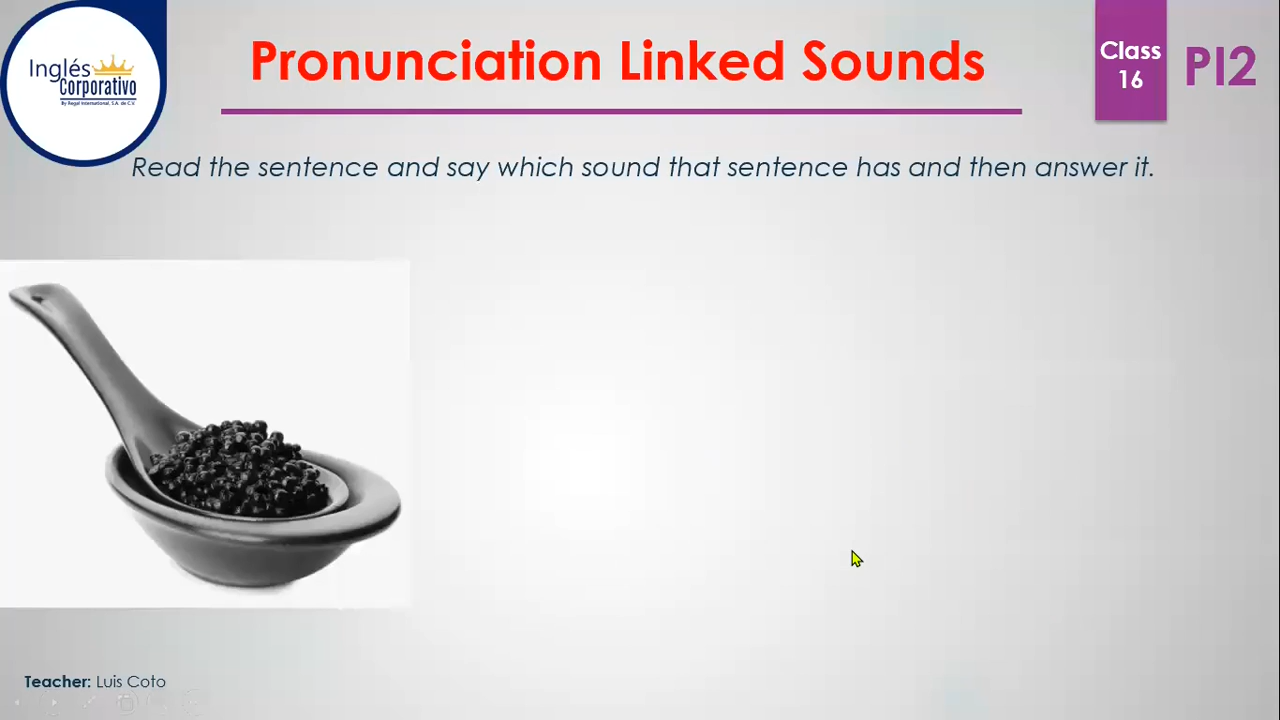 Inglés
Corporativo
By Regal International, S.A. de C.V.
Pronunciation Linked Sounds
Class
16
PI2
Read the sentence and say which sound that sentence has and then answer it.
Teacher: Luis Coto